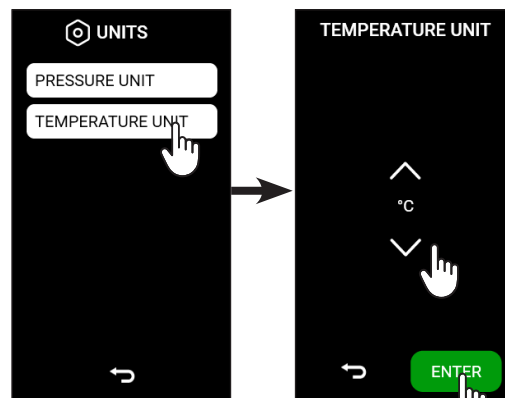 UNITS
PRESSURE UNIT
TEMPERATURE UNIT
TEMPERATURE UNIT
°C
ENTER